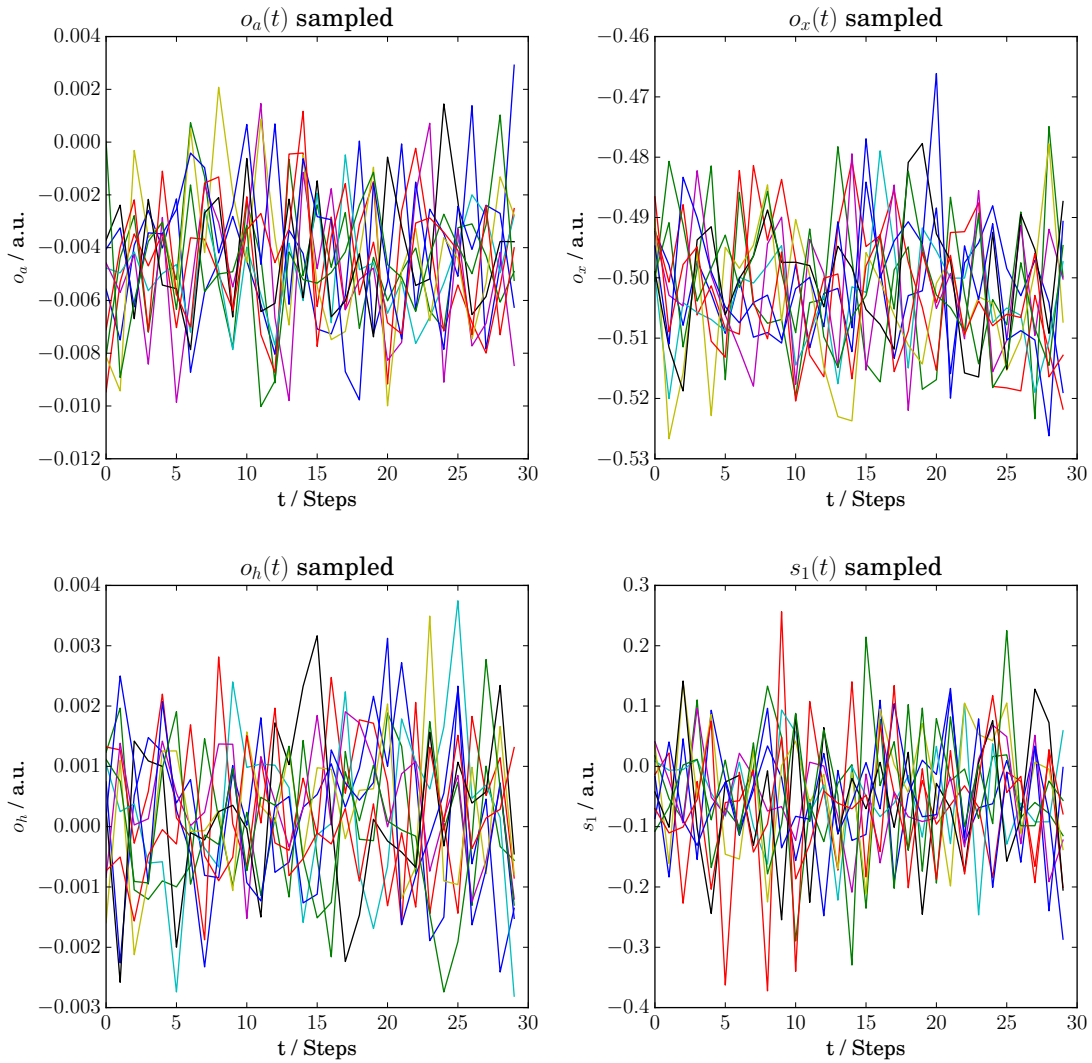 o_a(t) sampled
0.004
0.002
0.000
−0.002
−0.004
−0.006
−0.008
−0.010
−0.012
o_a / a.u.
0 5 10 15 20 25 30
t / Steps
o_x(t) sampled
−0.46
−0.47
−0.48
−0.49
−0.50
−0.51
−0.52
−0.53
o_x / a.u.
0 5 10 15 20 25 30
t / Steps
o_h(t) sampled
0.004
0.003
0.002
0.001
0.000
−0.001
−0.002
−0.003
o_h / a.u.
0 5 10 15 20 25 30
t / Steps
s_1(t) sampled
0.3
0.2
0.1
0.0
−0.1
−0.2
−0.3
−0.4
s_1 / a.u.
0 5 10 15 20 25 30
t / Steps